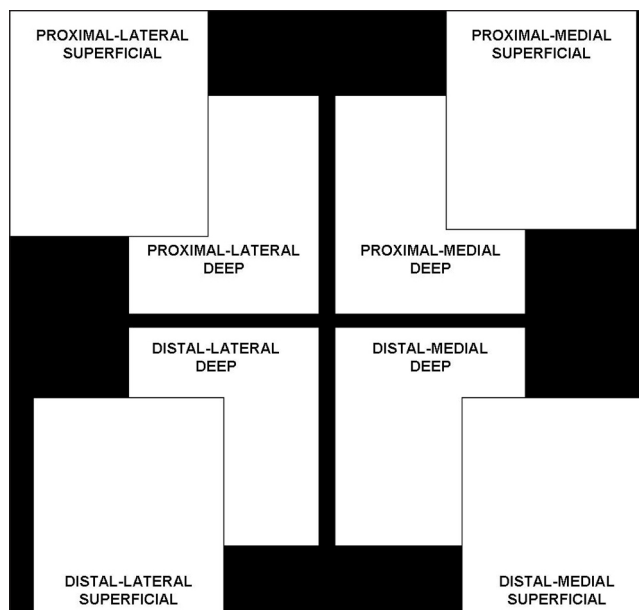 PROXIMAL-LATERAL
SUPERFICIAL
PROXIMAL-MEDIAL
SUPERFICIAL
PROXIMAL-LATERAL
DEEP
PROXIMAL-MEDIAL
DEEP
DISTAL-LATERAL
DEEP
DISTAL-MEDIAL
DEEP
DISTAL-LATERAL
SUPERFICIAL
DISTAL-MEDIAL
SUPERFICIAL